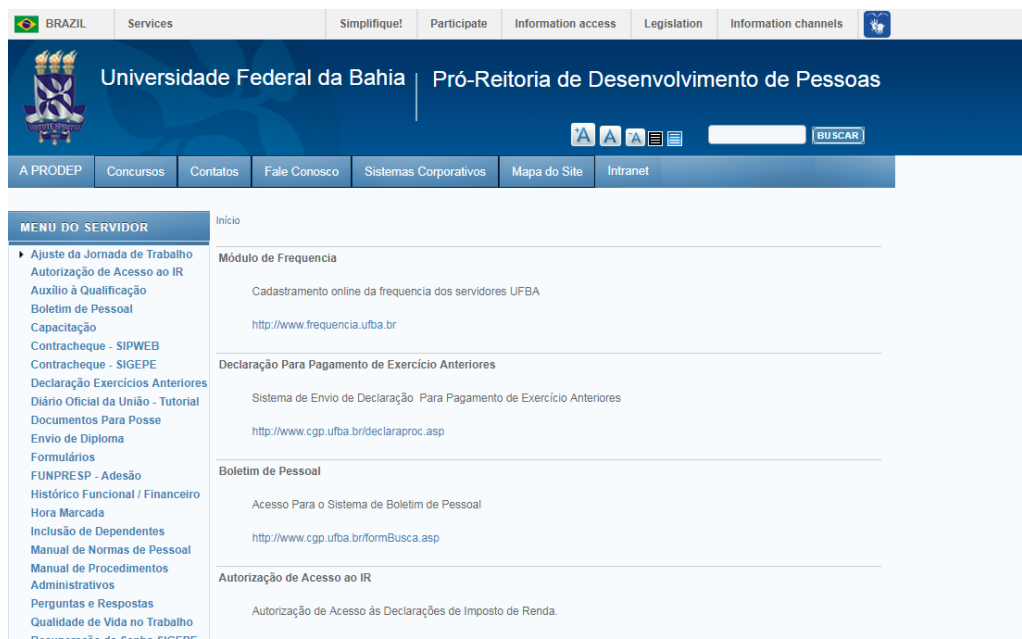 BRAZIL Services Simplifique! Participate Information access Legislation Information channels
Universidade Federal da Bahia Pró-Reitoria de Desenvolvimento de Pessoas
VIRTUTE SPIRITUS
+A A -A BUSCAR
A PRODEP Concursos Contatos Fale Conosco Sistemas Corporativos Mapa do Site Intranet
MENU DO SERVIDOR
Ajuste da Jornada de Trabalho
Autorização de Acesso ao IR
Auxílio à Qualificação
Boletim de Pessoal
Capacitação
Contracheque - SIPWEB
Contracheque - SIGEPE
Declaração Exercícios Anteriores
Diário Oficial da União - Tutorial
Documentos Para Posse
Envio de Diploma
Formulários
FUNPRESP - Adesão
Histórico Funcional / Financeiro
Hora Marcada
Inclusão de Dependentes
Manual de Normas de Pessoal
Manual de Procedimentos
Administrativos
Perguntas e Respostas
Qualidade de Vida no Trabalho
Recuperação de Senha SIGEPE
Início
Módulo de Frequencia
Cadastramento online da frequencia dos servidores UFBA
http://www.frequencia.ufba.br
Declaração Para Pagamento de Exercício Anteriores
Sistema de Envio de Declaração Para Pagamento de Exercício Anteriores
http://www.cgp.ufba.br/declaraproc.asp
Boletim de Pessoal
Acesso Para o Sistema de Boletim de Pessoal
http://www.cgp.ufba.br/formBusca.asp
Autorização de Acesso ao IR
Autorização de Acesso ás Declarações de Imposto de Renda.